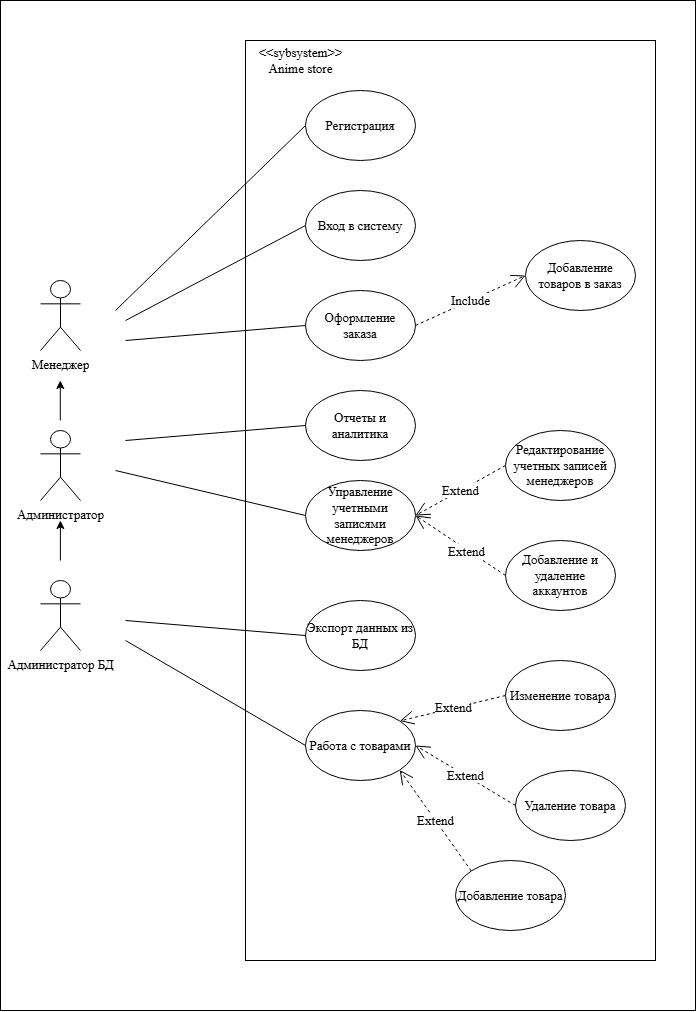 <<sybsystem>>
Anime store
Регистрация
Вход в систему
Добавление
товаров в заказ
Include
Оформление
заказа
Менеджер
Отчеты и
аналитика
Редактирование
учетных записей
менеджеров
Extend
Управление
учетными
записями
менеджеров
Администратор
Extend
Добавление и
удаление
аккаунтов
Экспорт данных из
БД
Администратор БД
Изменение товара
Extend
Работа с товарами
Extend
Удаление товара
Extend
Добавление товара